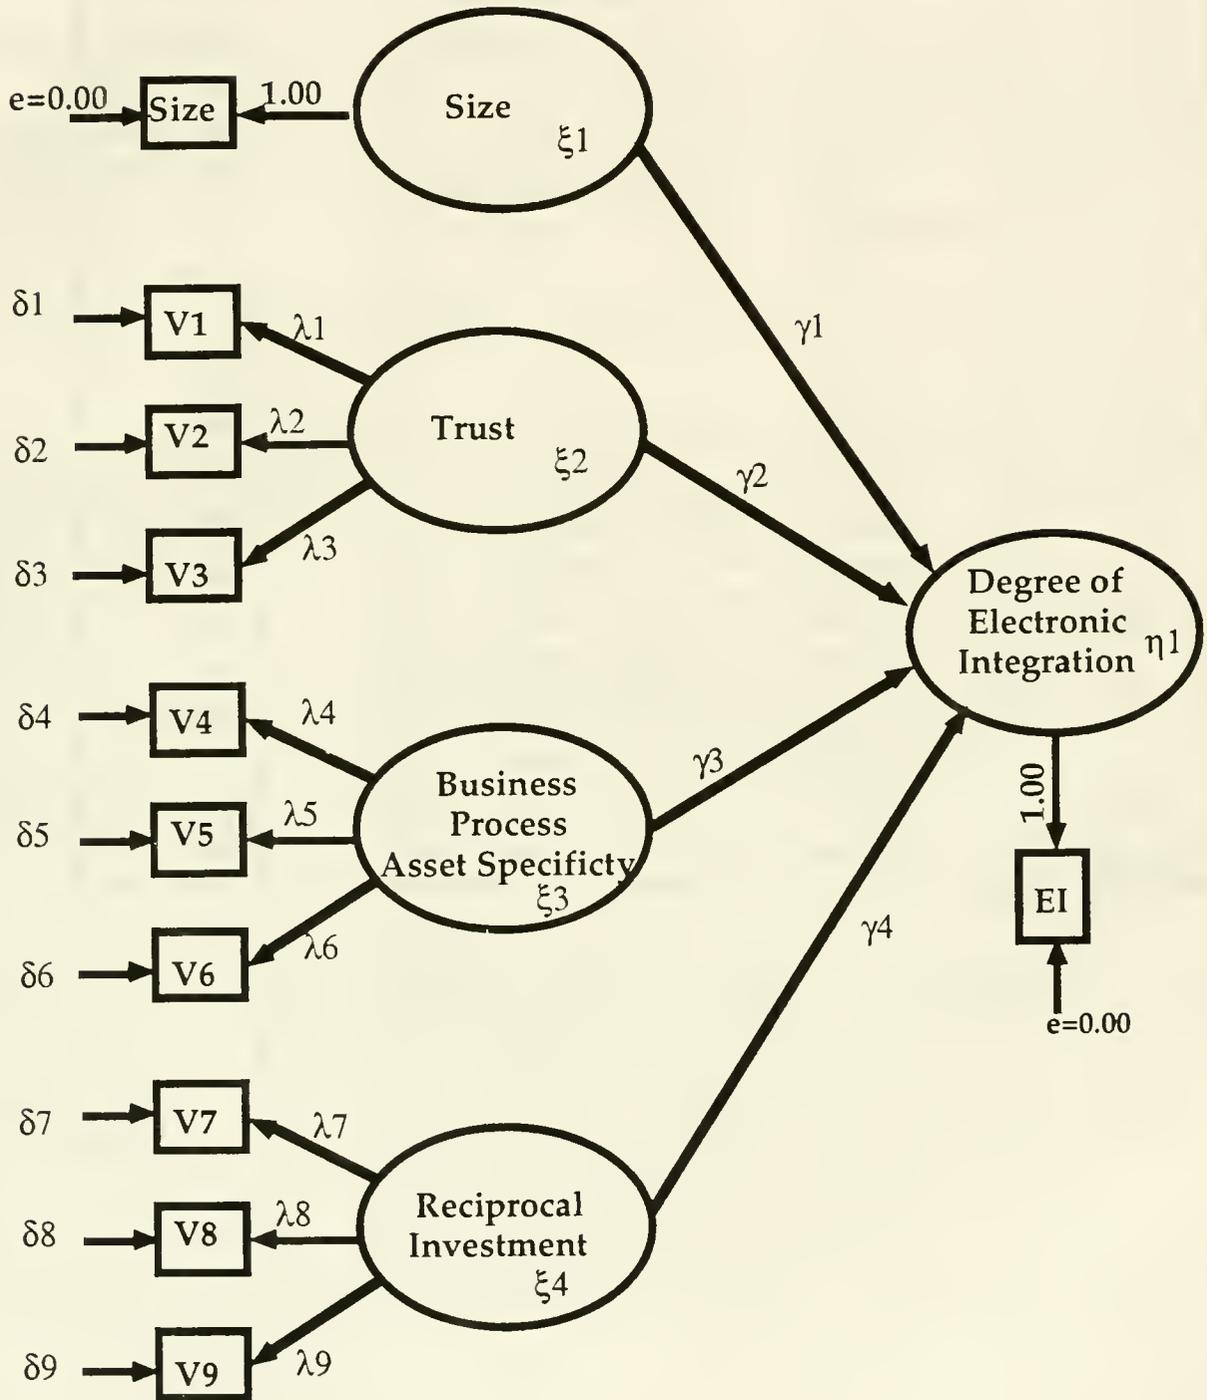 e=0.00
Size
1.00
Size
ξ1
γ1
δ1
V1
λ1
δ2
V2
λ2
Trust
ξ2
γ2
δ3
V3
λ3
Degree of
Electronic
Integration η1
δ4
V4
λ4
γ3
δ5
V5
λ5
Business
Process
Asset Specificty
ξ3
1.00
EI
e=0.00
δ6
V6
λ6
γ4
δ7
V7
λ7
δ8
V8
λ8
Reciprocal
Investment
ξ4
δ9
V9
λ9